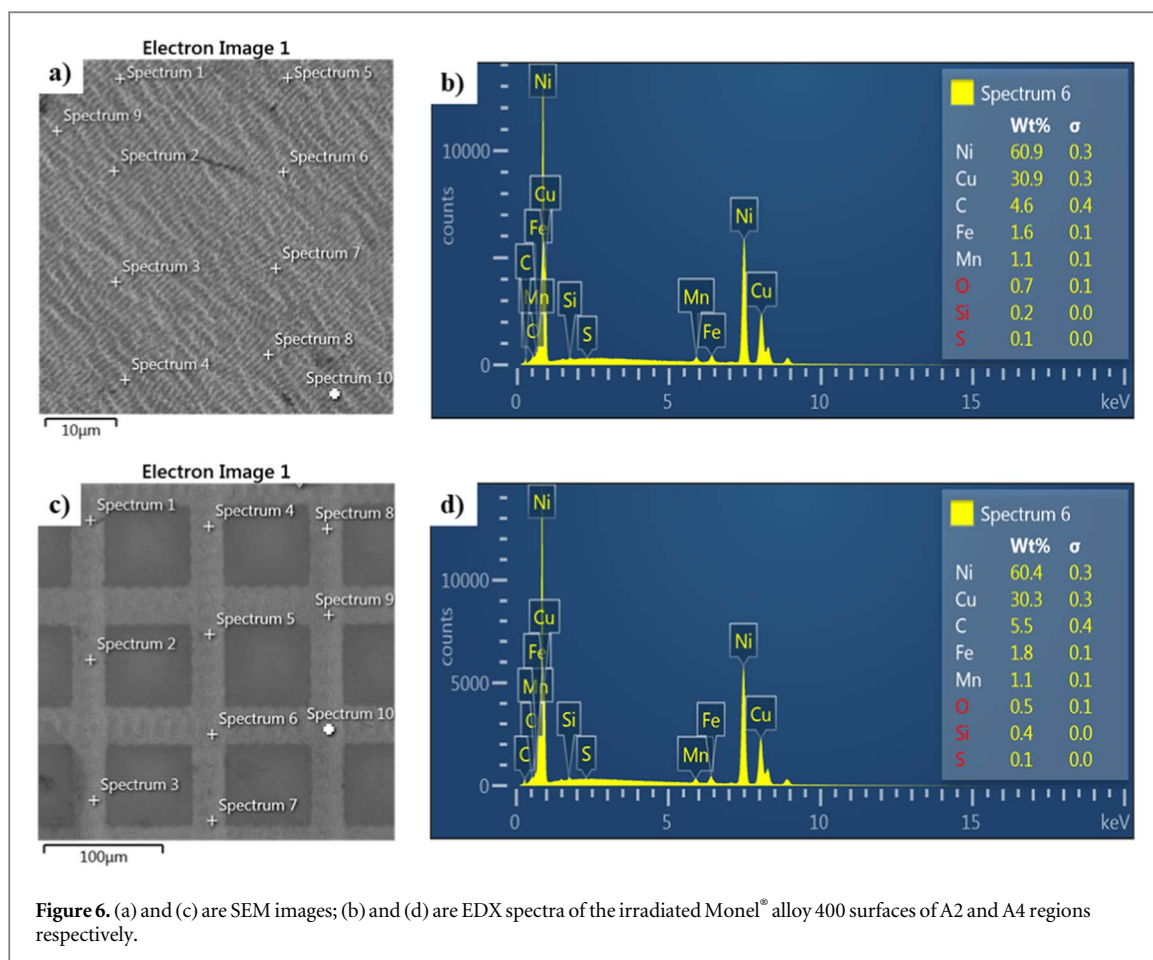 Electron Image 1
a)
Spectrum 1
Spectrum 5
Spectrum 9
Spectrum 2
Spectrum 6
Spectrum 3
Spectrum 7
Spectrum 8
Spectrum 4
Spectrum 10
10µm
b)
counts
10000
0
Ni
Cu
Fe
C
Mn
C
Si
S
Mn
Fe
Ni
Cu
0 5 10 15 keV
Spectrum 6
Wt% σ
Ni 60.9 0.3
Cu 30.9 0.3
C 4.6 0.4
Fe 1.6 0.1
Mn 1.1 0.1
O 0.7 0.1
Si 0.2 0.0
S 0.1 0.0
Electron Image 1
c)
Spectrum 1
Spectrum 4
Spectrum 8
Spectrum 9
Spectrum 5
Spectrum 2
Spectrum 6
Spectrum 10
Spectrum 3
Spectrum 7
100µm
d)
counts
10000
5000
0
Ni
Cu
Fe
Mn
C
Si
S
Mn
Fe
Ni
Cu
0 5 10 15 keV
Spectrum 6
Wt% σ
Ni 60.4 0.3
Cu 30.3 0.3
C 5.5 0.4
Fe 1.8 0.1
Mn 1.1 0.1
O 0.5 0.1
Si 0.4 0.0
S 0.1 0.0
Figure 6. (a) and (c) are SEM images; (b) and (d) are EDX spectra of the irradiated Monel® alloy 400 surfaces of A2 and A4 regions
respectively.